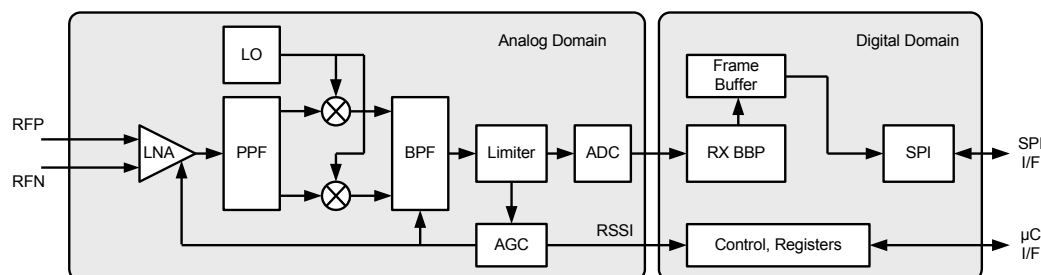 Analog Domain
Digital Domain
LO
Frame
Buffer
RFP
RFN
LNA
PPF
BPF
Limiter
ADC
RX BBP
SPI
SPI
I/F
AGC
RSSI
Control, Registers
µC
I/F